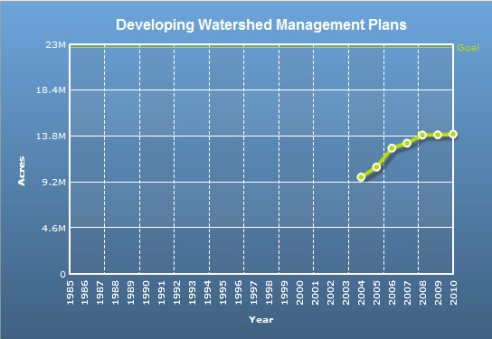 Developing Watershed Management Plans
23M
Goal
18.4M
13.8M
9.2M
4.6M
0
Acres
1985 1986 1987 1988 1989 1990 1991 1992 1993 1994 1995 1996 1997 1998 1999 2000 2001 2002 2003 2004 2005 2006 2007 2008 2009 2010
Year